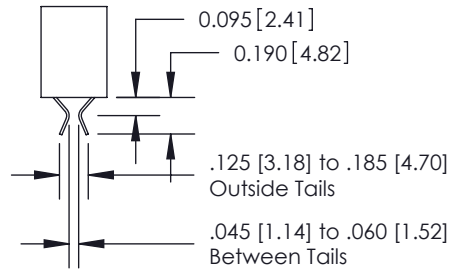 0.095[2.41]
0.190[4.82]
.125 [3.18] to .185 [4.70]
Outside Tails
.045 [1.14] to .060 [1.52]
Between Tails